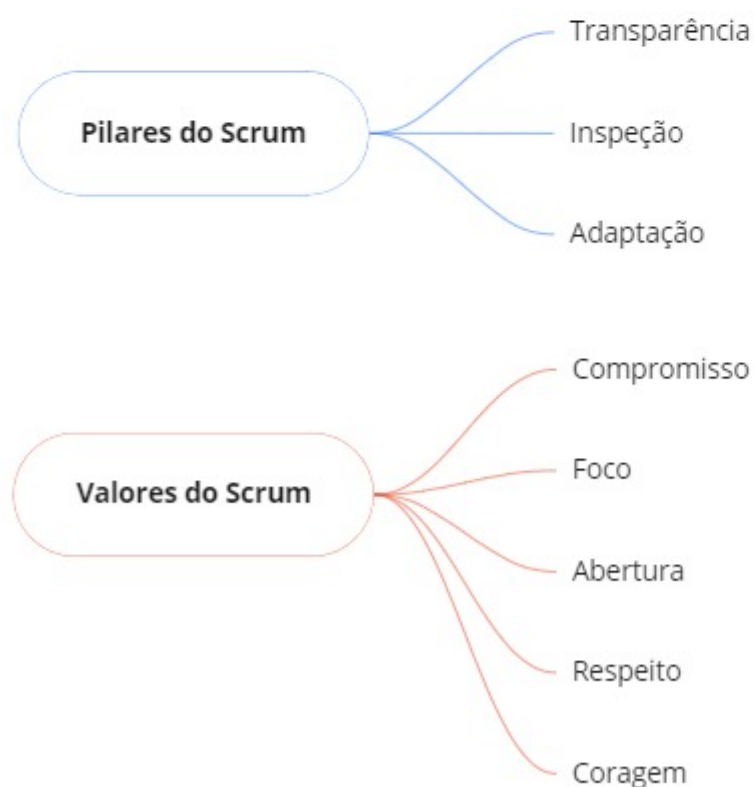 Pilares do Scrum
Transparência
Inspeção
Adaptação
Valores do Scrum
Compromisso
Foco
Abertura
Respeito
Coragem